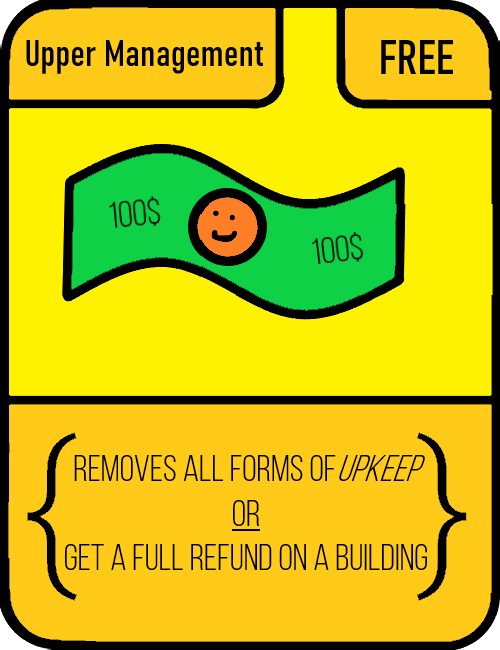 Upper Management
FREE
100$
100$
REMOVES ALL FORMS OF UPKEEP
OR
GET A FULL REFUND ON A BUILDING